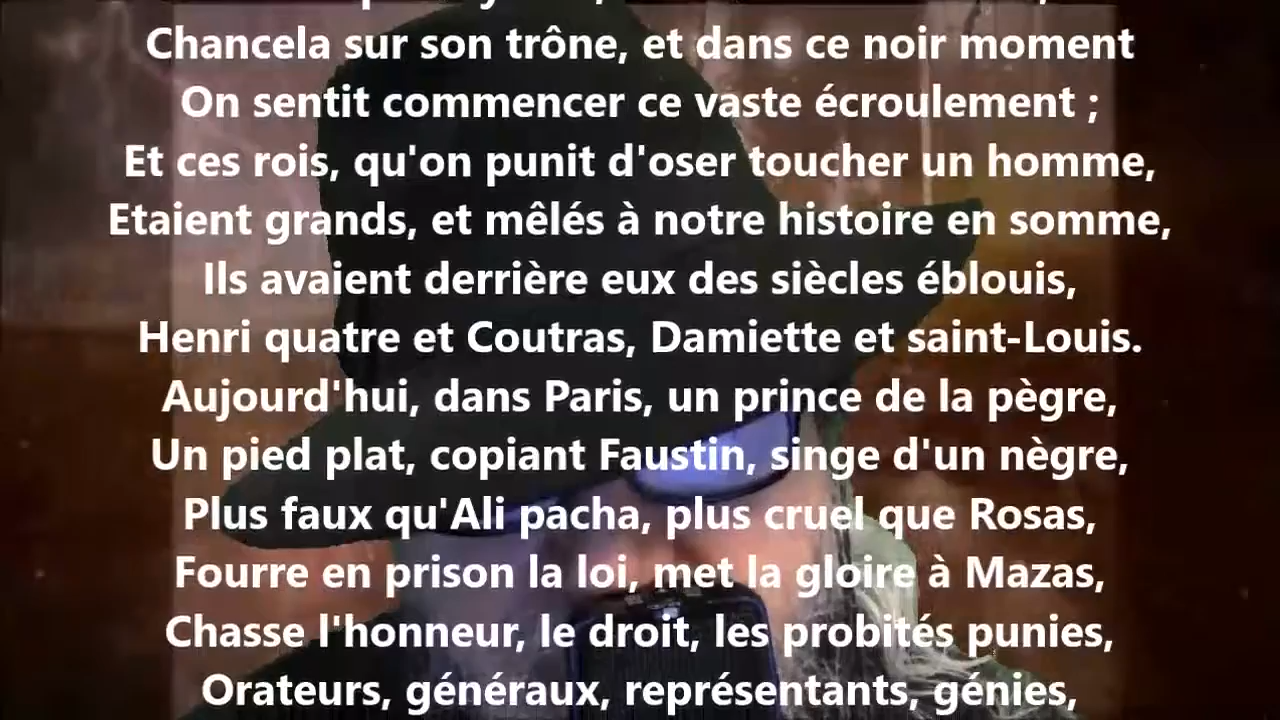 Chancela sur son trône, et dans ce noir moment
On sentit commencer ce vaste écroulement ;
Et ces rois, qu'on punit d'oser toucher un homme,
Etaient grands, et mêlés à notre histoire en somme,
Ils avaient derrière eux des siècles éblouis,
Henri quatre et Coutras, Damiette et saint-Louis.
Aujourd'hui, dans Paris, un prince de la pègre,
Un pied plat, copiant Faustin, singe d'un nègre,
Plus faux qu'Ali pacha, plus cruel que Rosas,
Fourre en prison la loi, met la gloire à Mazas,
Chasse l'honneur, le droit, les probités punies,
Orateurs, généraux, représentants, génies,